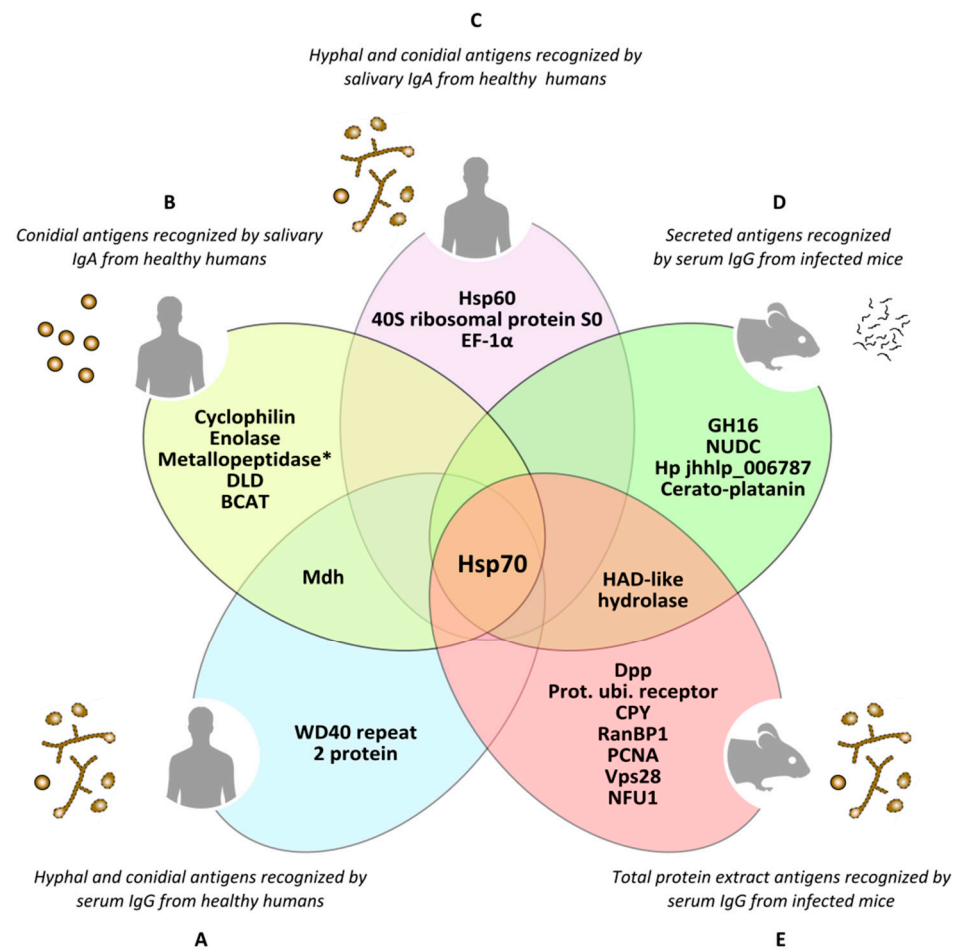 C
Hyphal and conidial antigens recognized by
salivary IgA from healthy humans
B
Conidial antigens recognized by salivary
IgA from healthy humans
D
Secreted antigens recognized
by serum IgG from infected mice
Hsp60
40S ribosomal protein S0
EF-1α
Cyclophilin
Enolase
Metallopeptidase*
DLD
BCAT
GH16
NUDC
Hp jhhlp_006787
Cerato-platanin
Mdh
Hsp70
HAD-like
hydrolase
WD40 repeat
2 protein
Dpp
Prot. ubi. receptor
CPY
RanBP1
PCNA
Vps28
NFU1
Hyphal and conidial antigens recognized by
serum IgG from healthy humans
A
Total protein extract antigens recognized by
serum IgG from infected mice
E